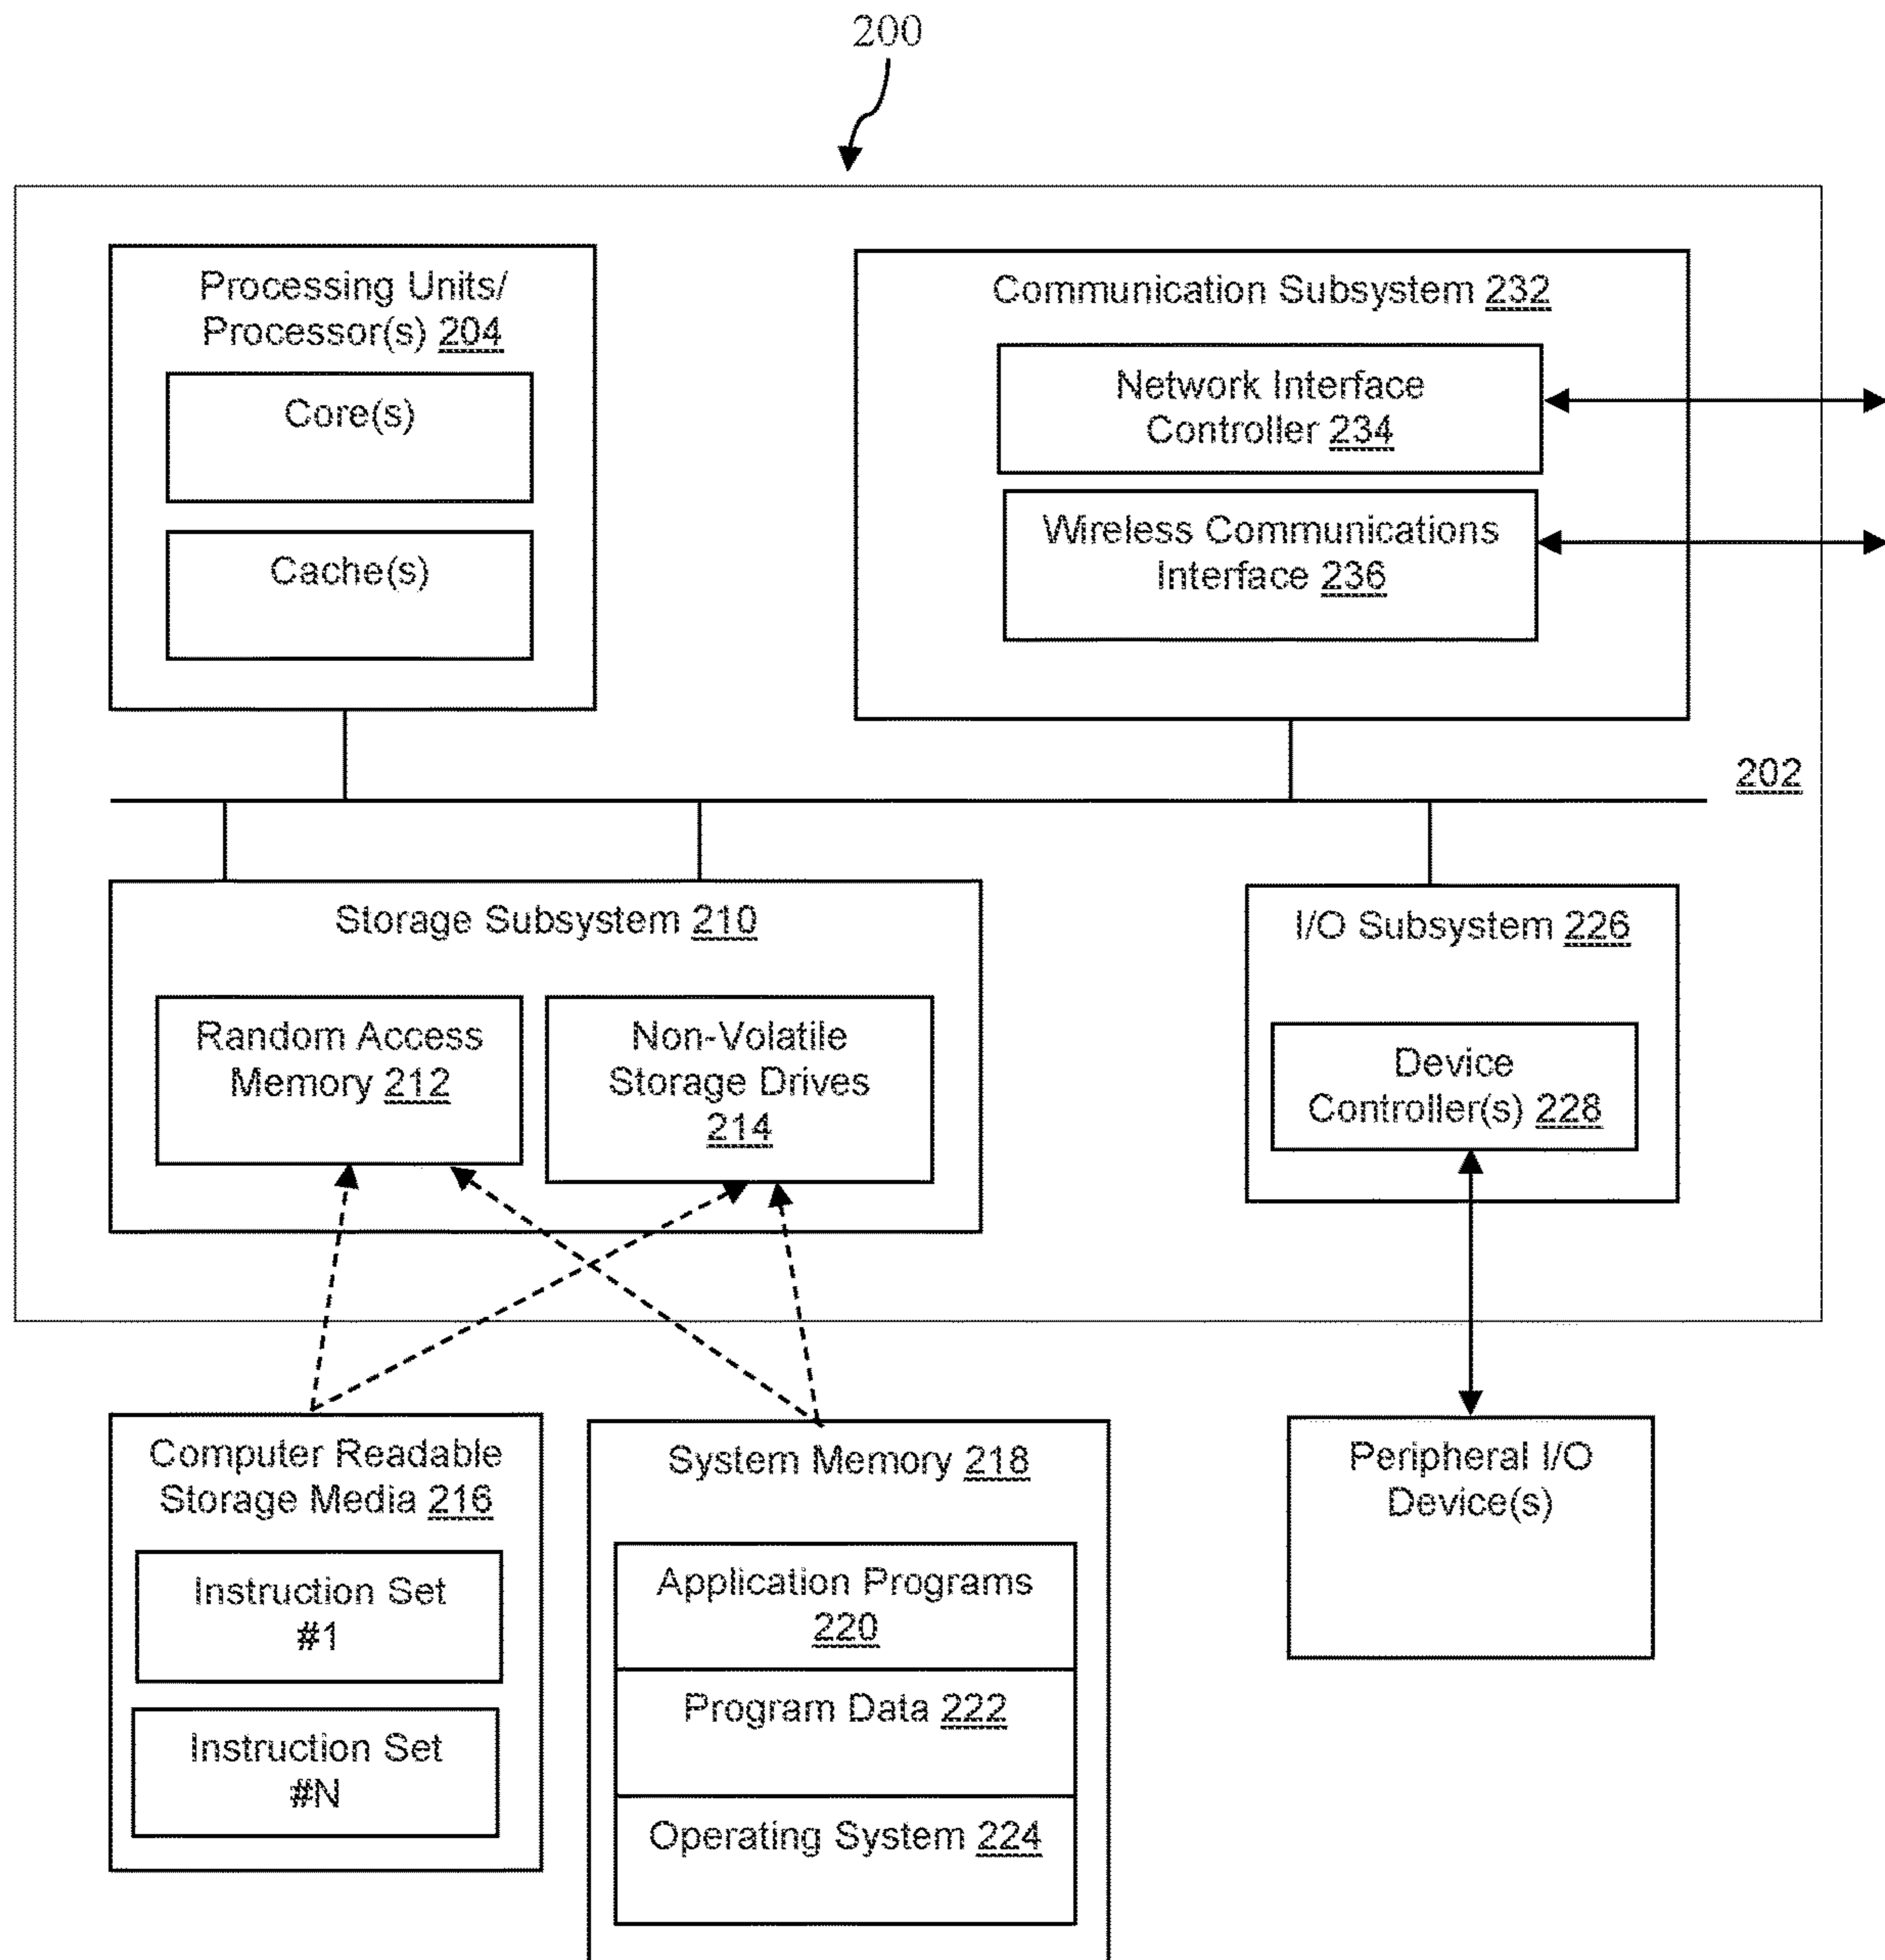 200
Processing Units/
Processor(s) 204
Core(s)
Cache(s)
Communication Subsystem 232
Network Interface
Controller 234
Wireless Communications
Interface 236
202
Storage Subsystem 210
Random Access
Memory 212
Non-Volatile
Storage Drives
214
I/O Subsystem 226
Device
Controller(s) 228
Computer Readable
Storage Media 216
Instruction Set
#1
Instruction Set
#N
System Memory 218
Application Programs
220
Program Data 222
Operating System 224
Peripheral I/O
Device(s)